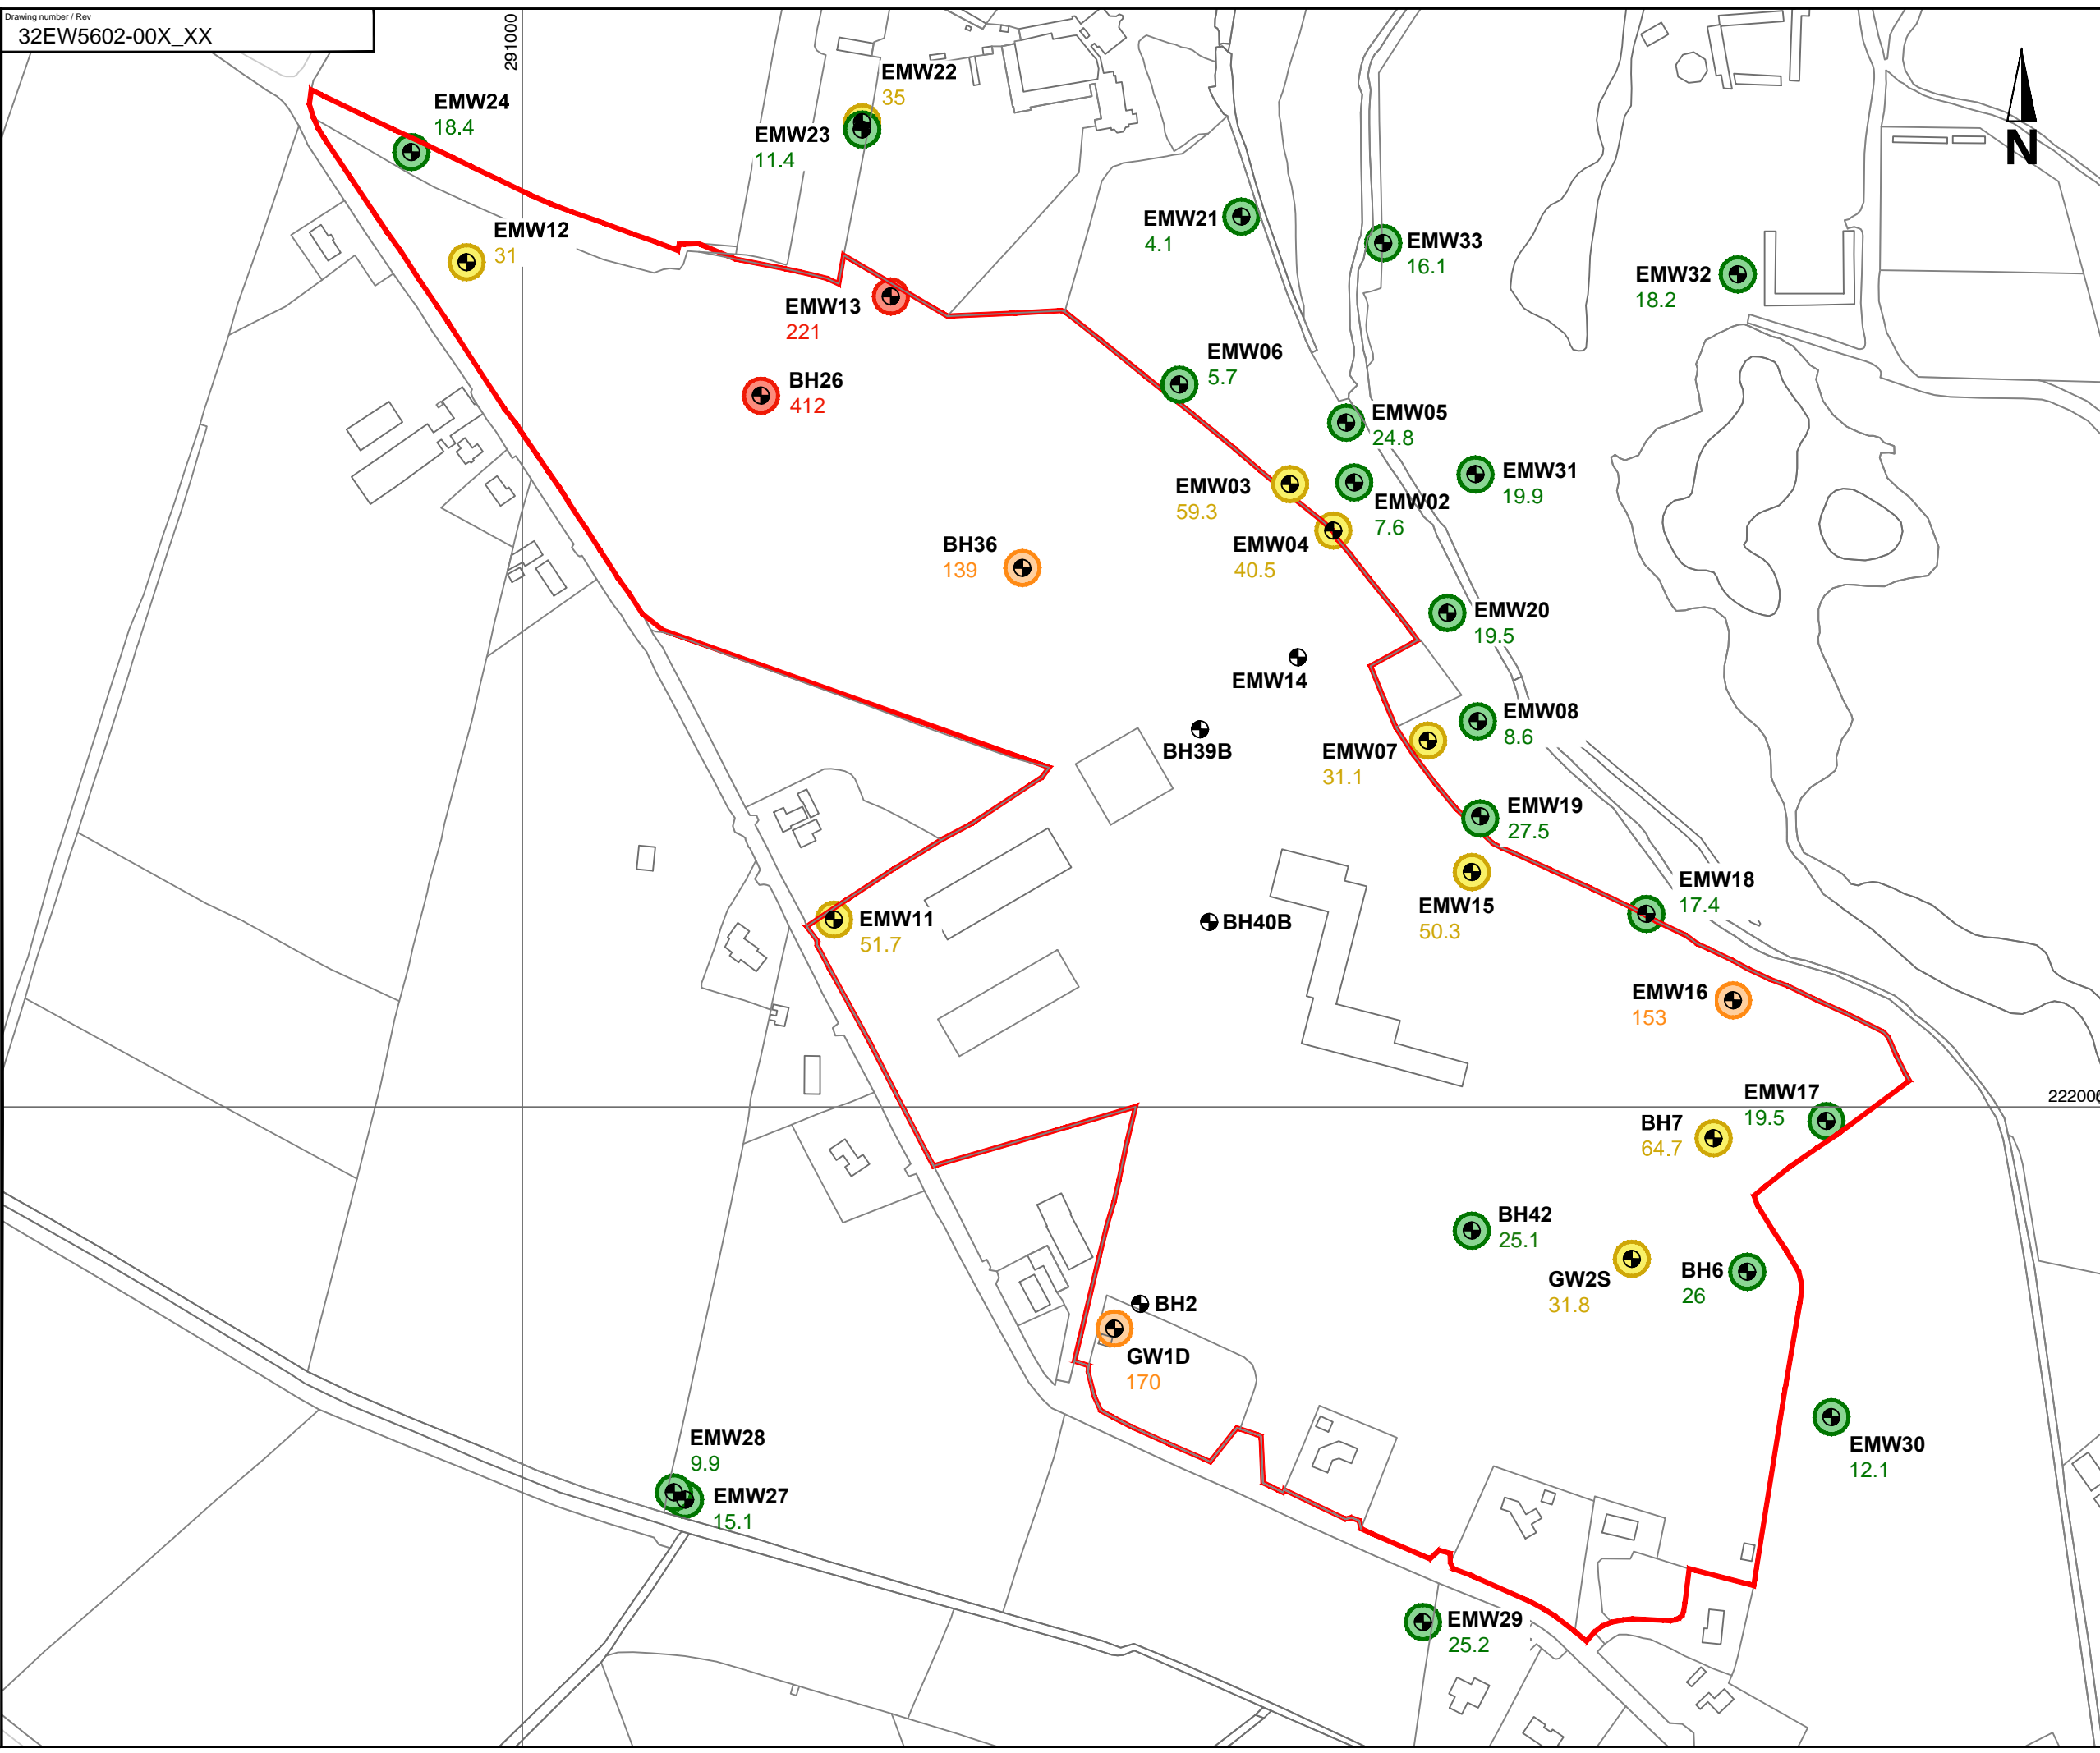 Drawing number / Rev
32EW5602-00X_XX
291000
EMW22
35
EMW24
18.4
EMW23
11.4
N
EMW21
4.1
EMW12
31
EMW33
16.1
EMW32
18.2
EMW13
221
EMW06
5.7
BH26
412
EMW05
24.8
EMW31
19.9
EMW03
59.3
EMW02
7.6
EMW04
40.5
BH36
139
EMW20
19.5
EMW14
EMW08
8.6
BH39B
EMW07
31.1
EMW19
27.5
EMW18
17.4
EMW15
50.3
EMW11
51.7
BH40B
EMW16
153
EMW17
19.5
222000
BH7
64.7
BH42
25.1
GW2S
31.8
BH6
26
BH2
GW1D
170
EMW28
9.9
EMW30
12.1
EMW27
15.1
EMW29
25.2